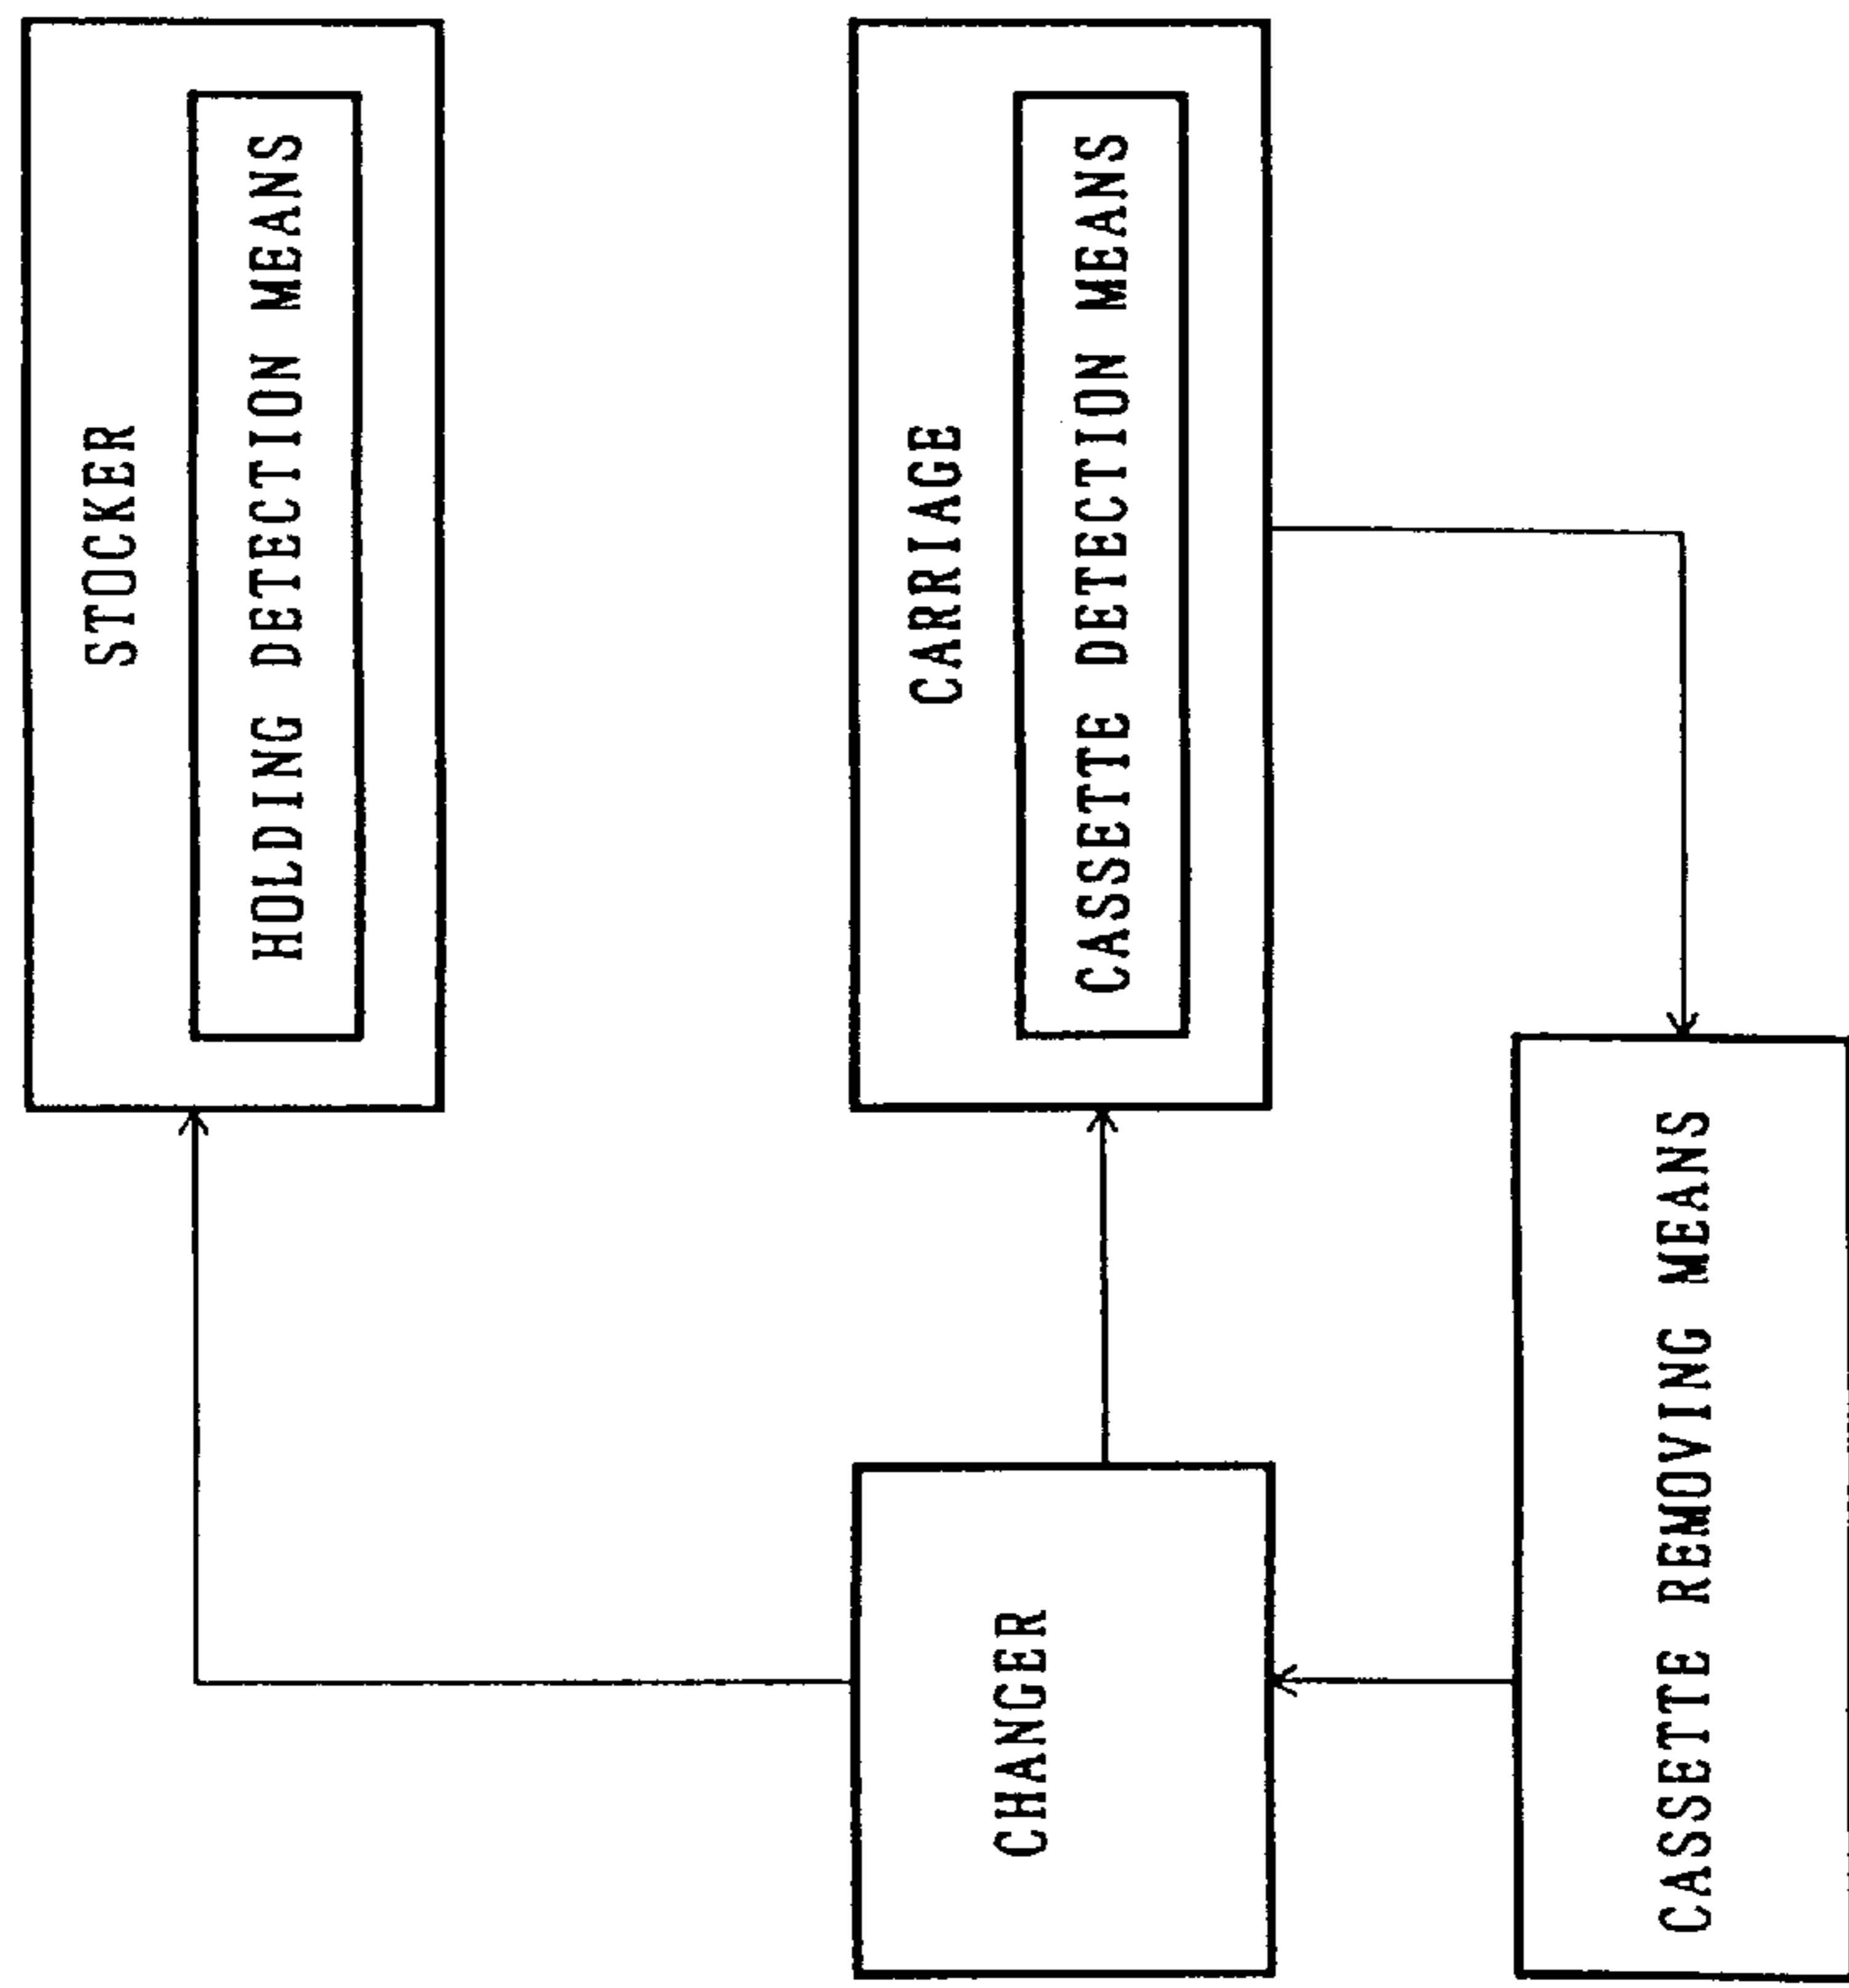 STOCKER
HOLDING DETECTION MEANS
CARRIAGE
CASSETTE DETECTION MEANS
CHANGER
CASSETTE REMOVING MEANS